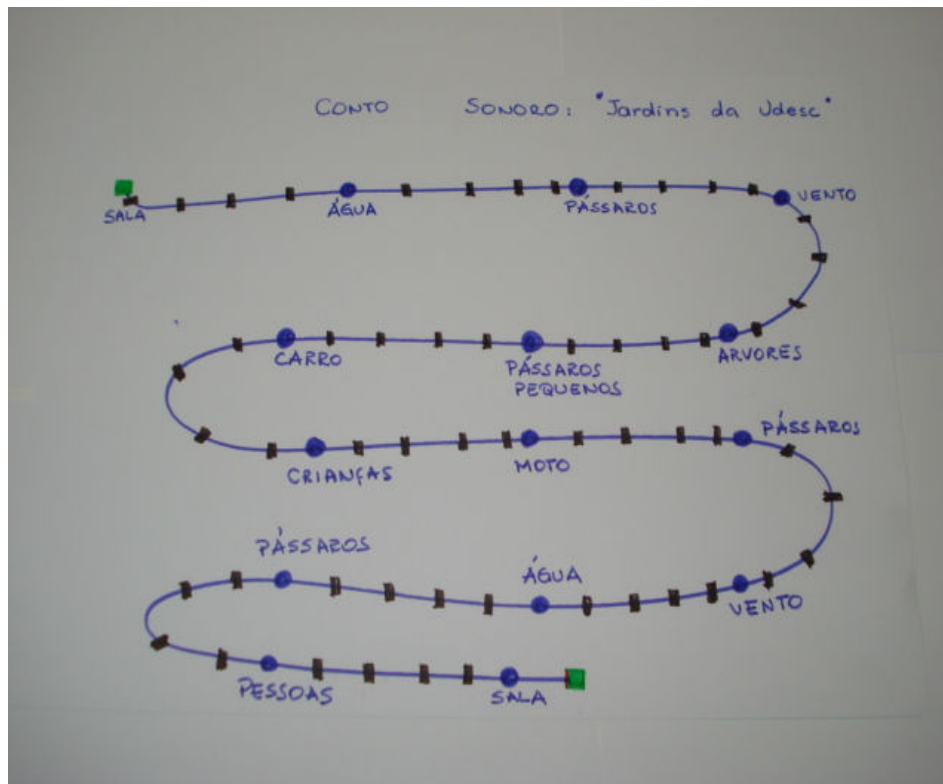 CONTO SONORO: "Jardins da Udesc"
SALA
ÁGUA
PÁSSAROS
VENTO
ARVORES
PÁSSAROS
PEQUENOS
CARRO
CRIANÇAS
MOTO
PÁSSAROS
VENTO
ÁGUA
PÁSSAROS
PESSOAS
SALA